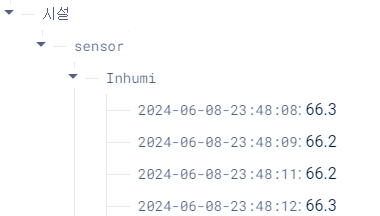 시설
sensor
Inhumi
2024-06-08-23:48:08: 66.3
2024-06-08-23:48:09: 66.2
2024-06-08-23:48:11: 66.2
2024-06-08-23:48:12: 66.3